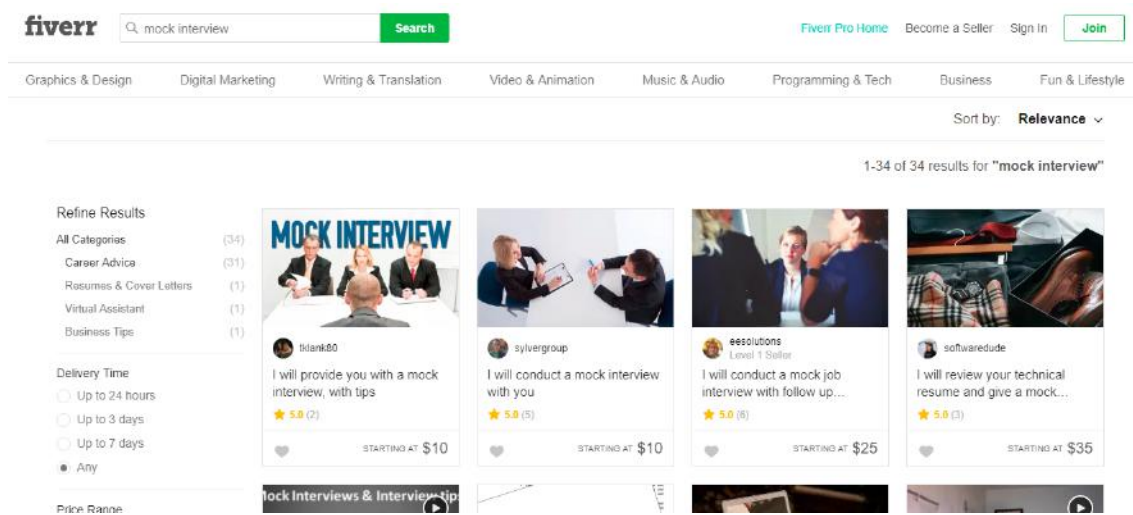 fiverr
mock interview
Search
Fiverr Pro Home
Become a Seller
Sign In
Join
Graphics & Design
Digital Marketing
Writing & Translation
Video & Animation
Music & Audio
Programming & Tech
Business
Fun & Lifestyle
Sort by: Relevance
1-34 of 34 results for "mock interview"
Refine Results
All Categories (34)
Career Advice (31)
Resumes & Cover Letters (1)
Virtual Assistant (1)
Business Tips (1)
Delivery Time
Up to 24 hours
Up to 3 days
Up to 7 days
Any
Price Range
MOCK INTERVIEW
tklank80
I will provide you with a mock
interview, with tips
5.0 (2)
STARTING AT $10
sylvergroup
I will conduct a mock interview
with you
5.0 (5)
STARTING AT $10
eesolutions
Level 1 Seller
I will conduct a mock job
interview with follow up...
5.0 (6)
STARTING AT $25
softwaredude
I will review your technical
resume and give a mock...
5.0 (3)
STARTING AT $35
Mock Interviews & Interview tips